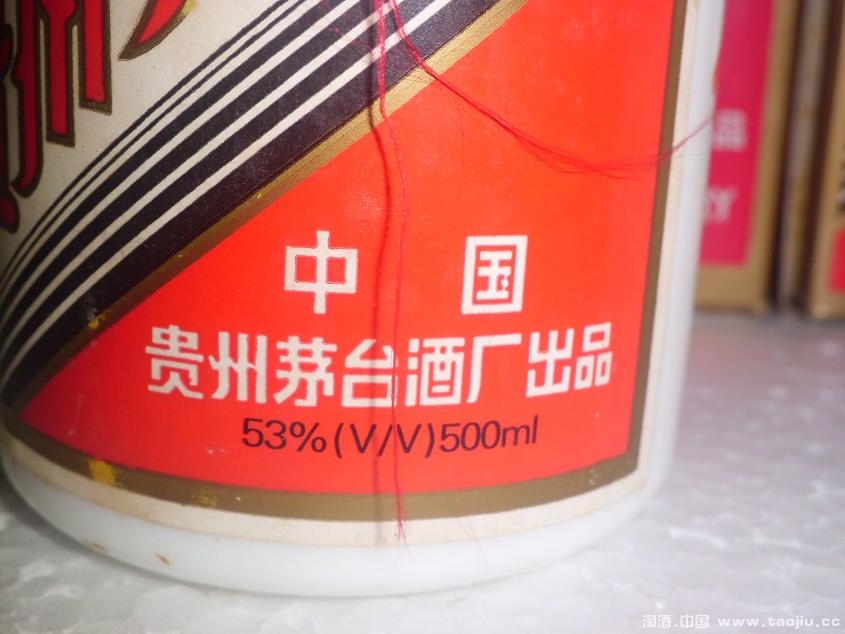 中国
贵州茅台酒厂出品
53%(V/V)500ml
品
淘酒.中国 www.taojiu.cc